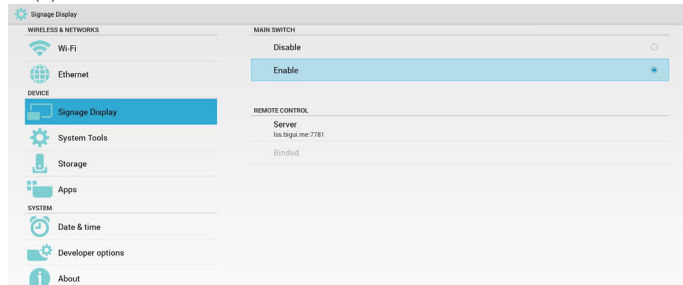 Signage Display
WIRELESS & NETWORKS
Wi-Fi
Ethernet
DEVICE
Signage Display
System Tools
Storage
Apps
SYSTEM
Date & time
Developer options
About
MAIN SWITCH
Disable
Enable
REMOTE CONTROL
Server
lss.bigui.me:7781
Binded